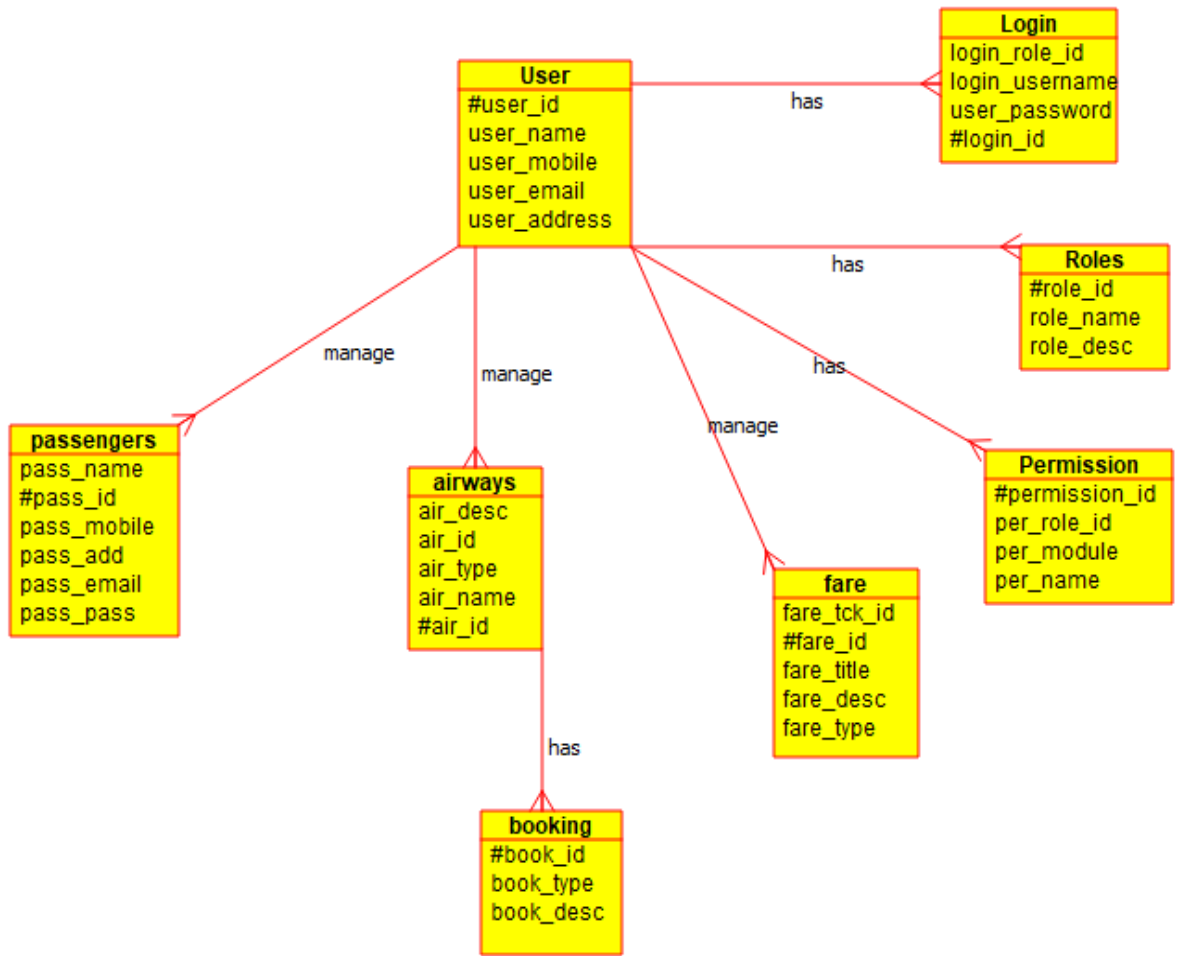 Login
login_role_id
login_username
user_password
#login_id
User
#user_id
user_name
user_mobile
user_email
user_address
has
has
Roles
#role_id
role_name
role_desc
manage
manage
has
manage
passengers
pass_name
#pass_id
pass_mobile
pass_add
pass_email
pass_pass
airways
air_desc
air_id
air_type
air_name
#air_id
Permission
#permission_id
per_role_id
per_module
per_name
fare
fare_tck_id
#fare_id
fare_title
fare_desc
fare_type
has
booking
#book_id
book_type
book_desc